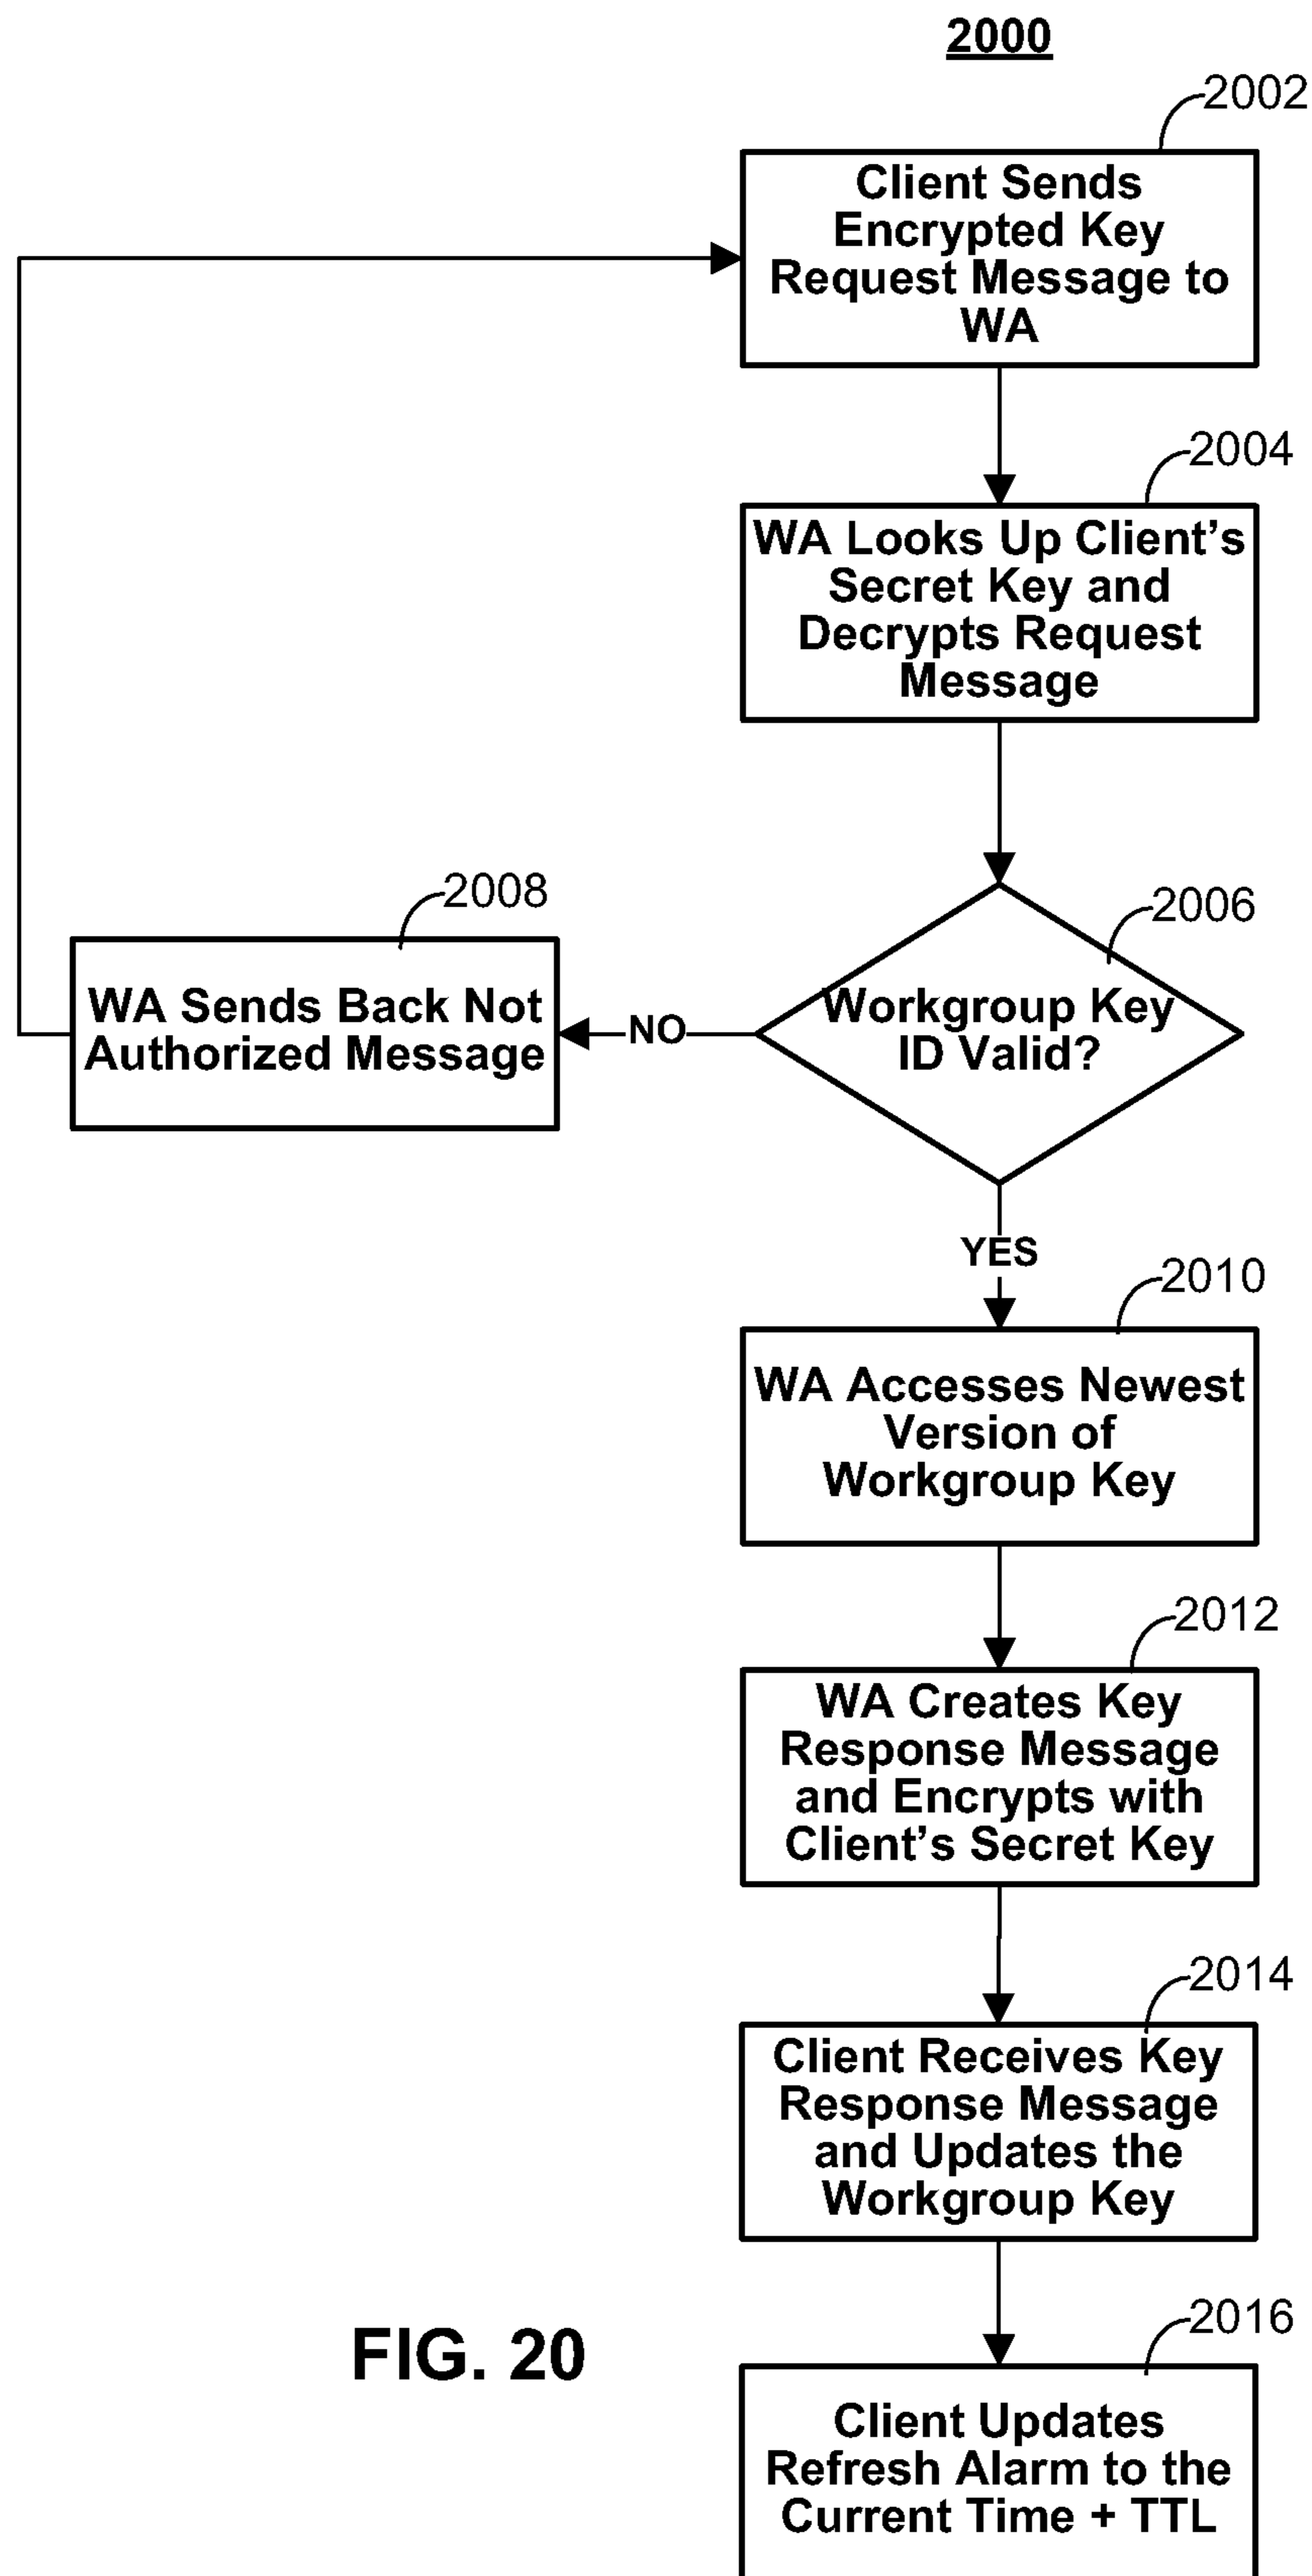 2000
2002
Client Sends
Encrypted Key
Request Message to
WA
2004
WA Looks Up Client's
Secret Key and
Decrypts Request
Message
2006
Workgroup Key
ID Valid?
NO
2008
WA Sends Back Not
Authorized Message
YES
2010
WA Accesses Newest
Version of
Workgroup Key
2012
WA Creates Key
Response Message
and Encrypts with
Client's Secret Key
2014
Client Receives Key
Response Message
and Updates the
Workgroup Key
2016
Client Updates
Refresh Alarm to the
Current Time + TTL
FIG. 20